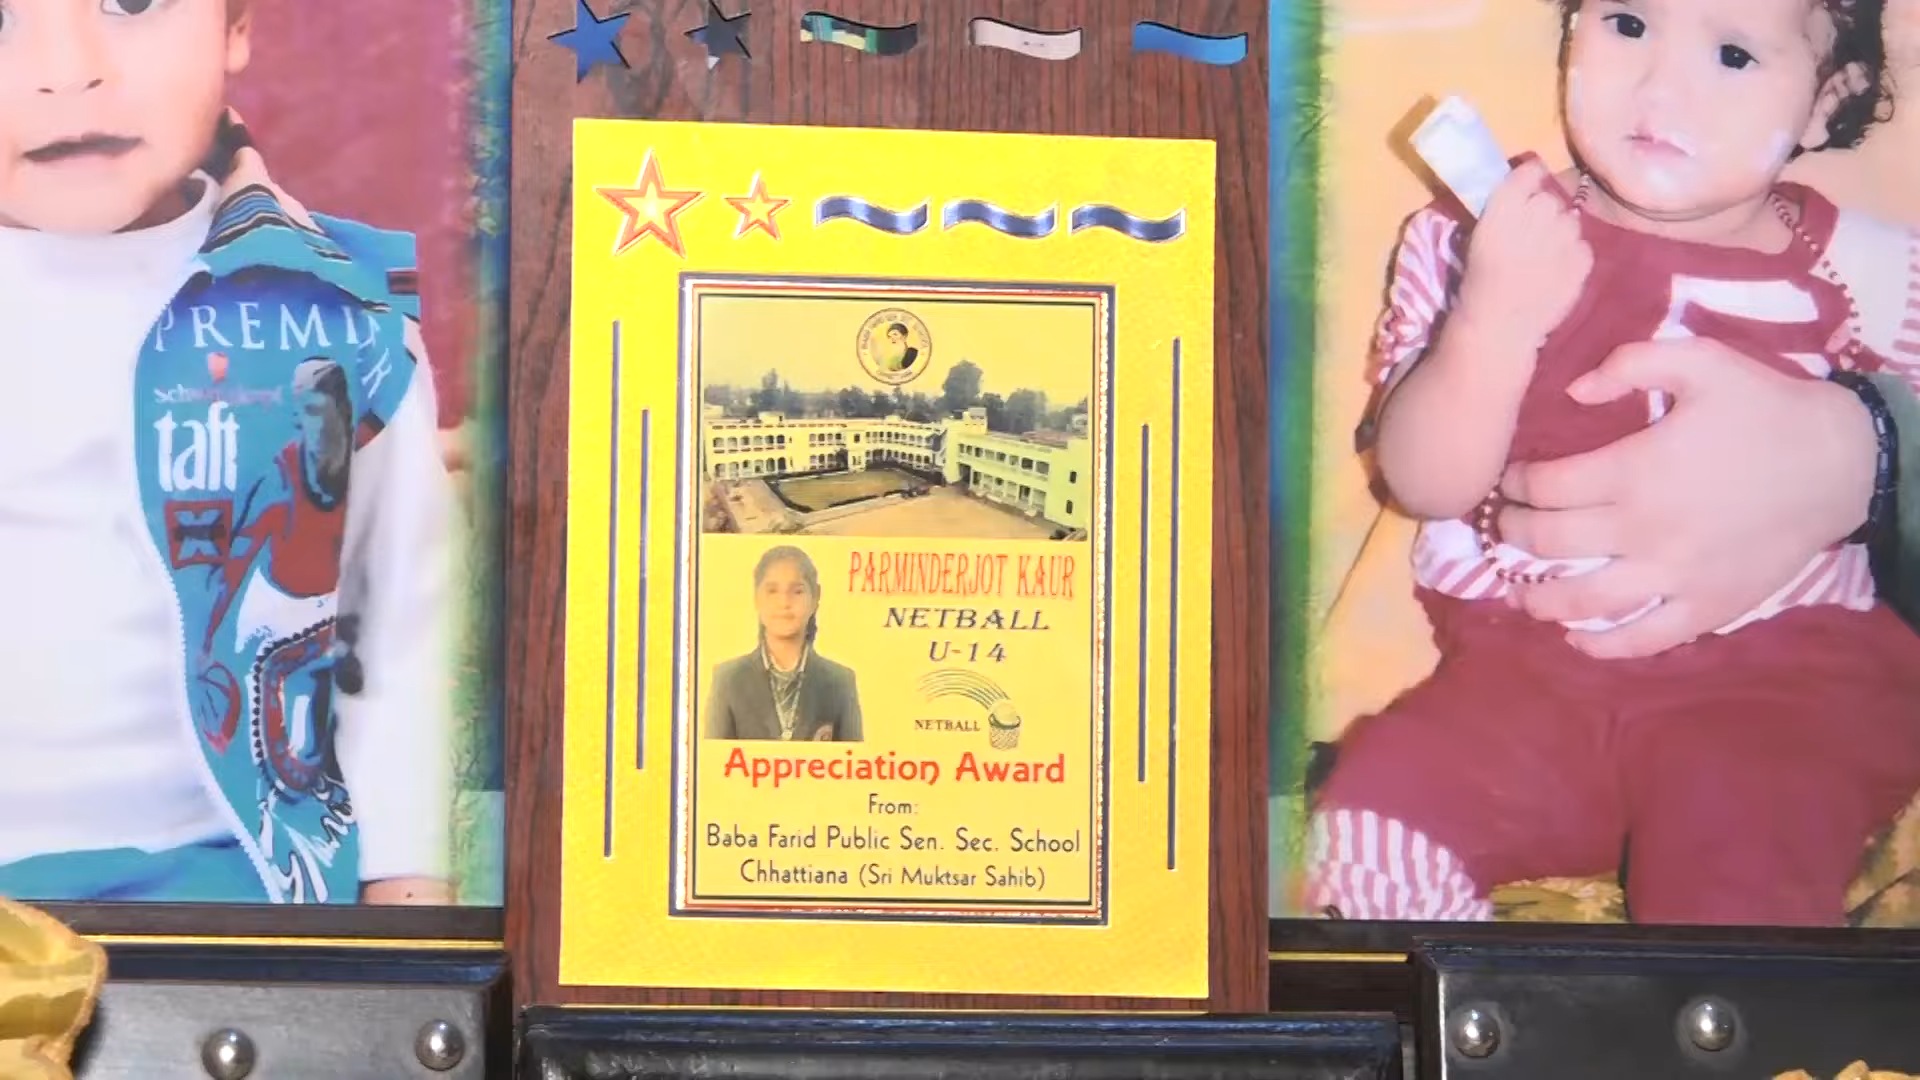 PREMIER
taft
PARMINDERJOT KAUR
NETBALL
U-14
NETBALL
Appreciation Award
From:
Baba Farid Public Sen. Sec. School
Chhattiana (Sri Muktsar Sahib)